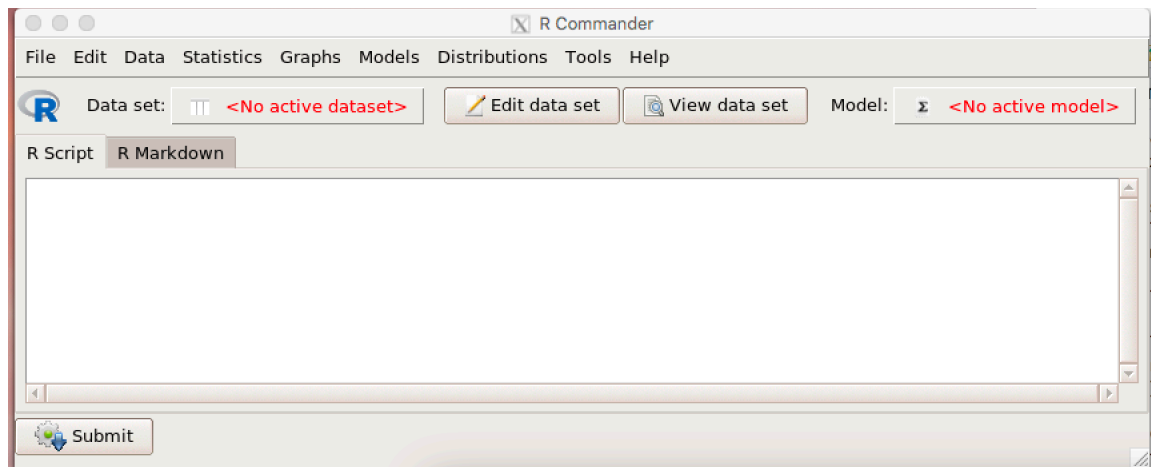 R Commander
File Edit Data Statistics Graphs Models Distributions Tools Help
R Data set: <No active dataset> Edit data set View data set Model: Σ <No active model>
R Script R Markdown
Submit